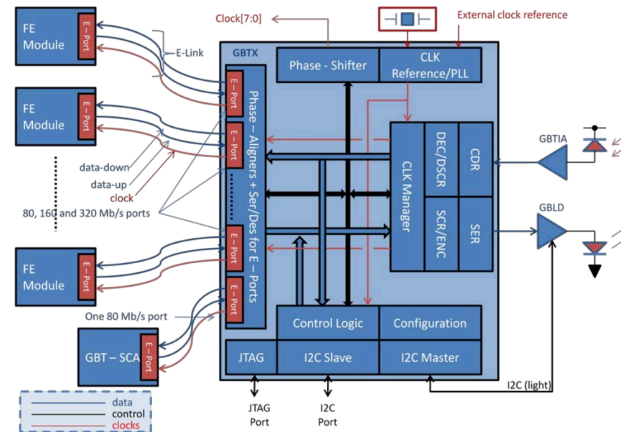 Clock[7:0]
External clock reference
FE
Module
E – Port
E-Link
GBTX
Phase - Shifter
CLK
Reference/PLL
E – Port
FE
Module
E – Port
E – Port
Phase – Aligners + Ser/Des for E – Ports
CLK Manager
DEC/DSCR
CDR
GBTIA
data-down
data-up
clock
80, 160 and 320 Mb/s ports
SCR/ENC
SER
GBLD
FE
Module
E – Port
E – Port
One 80 Mb/s port
E – Port
GBT – SCA
E – Port
Control Logic
Configuration
JTAG
I2C Slave
I2C Master
I2C (light)
data
control
clocks
JTAG
Port
I2C
Port